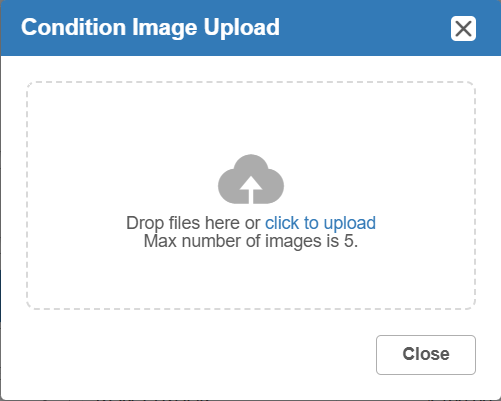 Condition Image Upload
Drop files here or click to upload
Max number of images is 5.
Close